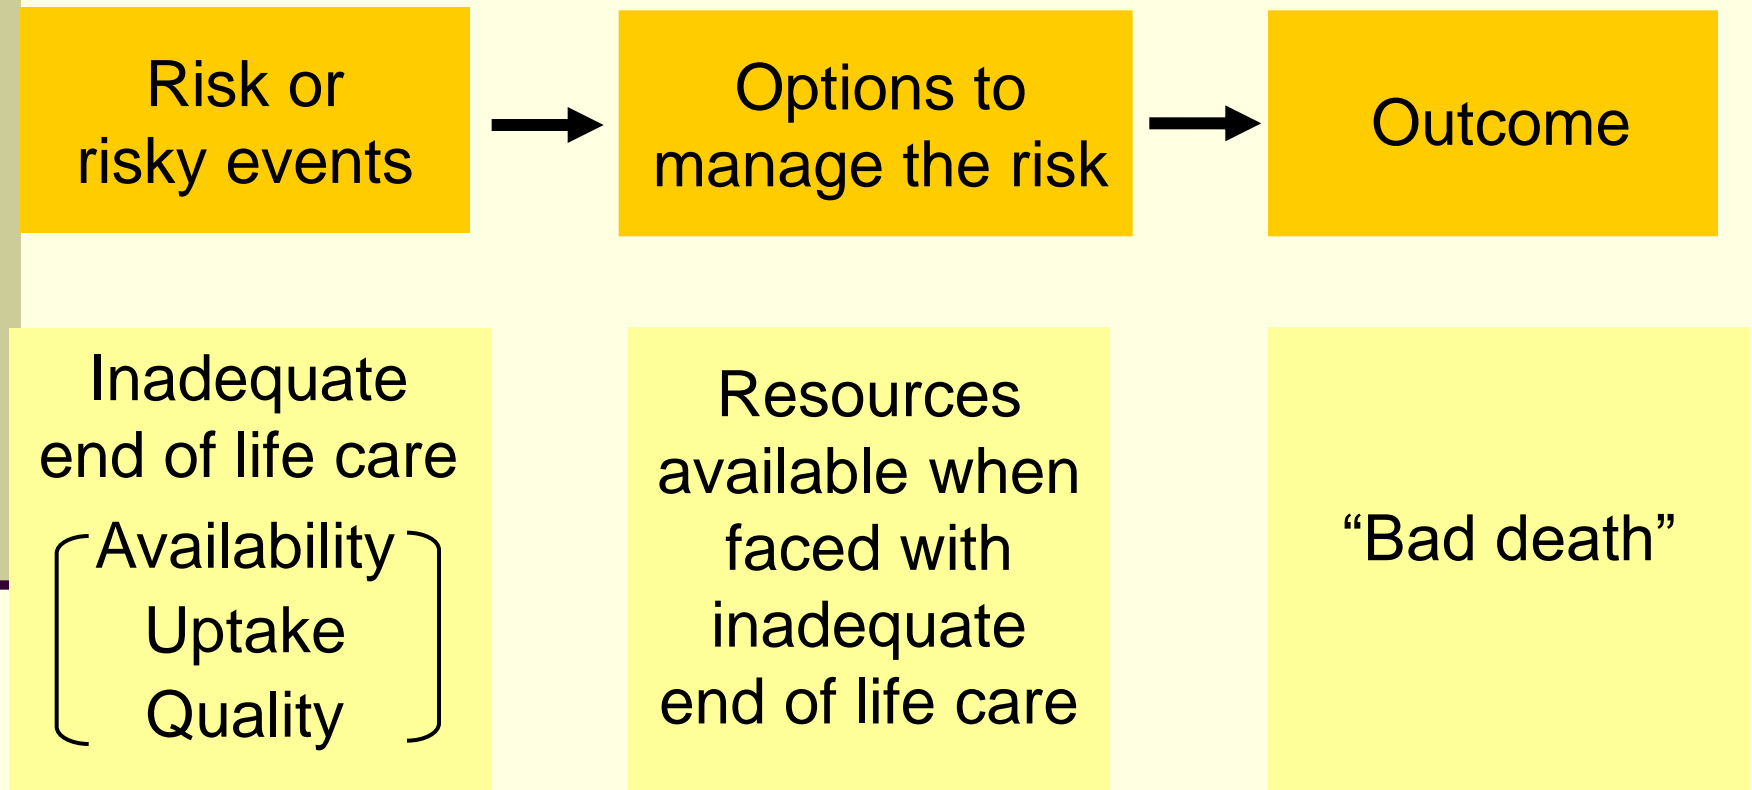 Risk or
risky events
Options to
manage the risk
Outcome
Inadequate
end of life care
Availability
Uptake
Quality
Resources
available when
faced with
inadequate
end of life care
“Bad death”